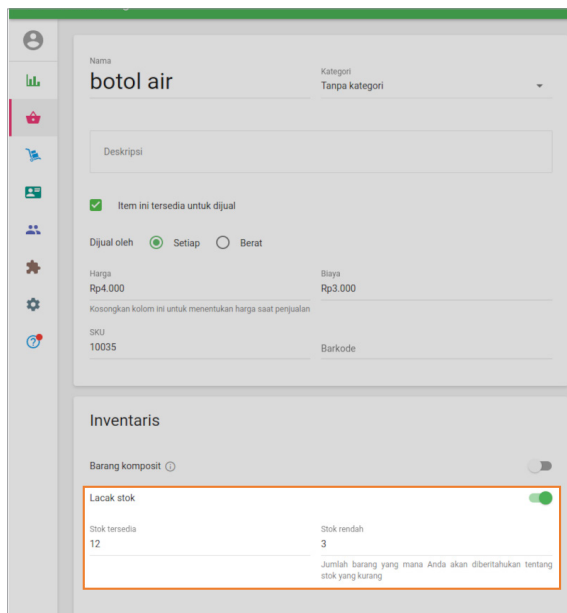 Nama
botol air
Kategori
Tanpa kategori
Deskripsi
Item ini tersedia untuk dijual
Dijual oleh Setiap Berat
Harga
Rp4.000
Biaya
Rp3.000
Kosongkan kolom ini untuk menentukan harga saat penjualan
SKU
10035
Barkode
Inventaris
Barang komposit
Lacak stok
Stok tersedia
12
Stok rendah
3
Jumlah barang yang mana Anda akan diberitahukan tentang
stok yang kurang